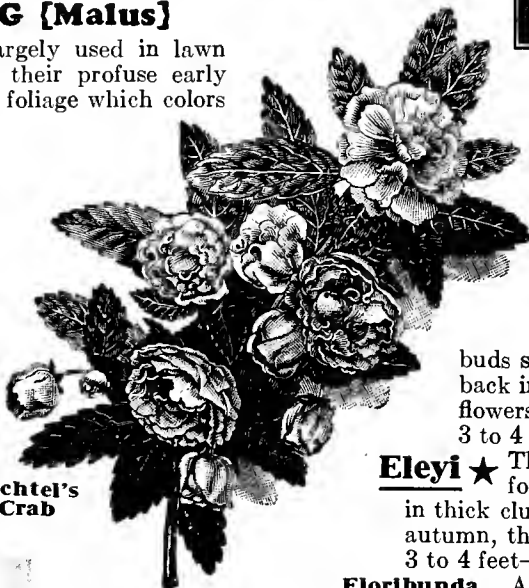 G [Malus]
argely used in lawn
their profuse early
foliage which colors
chtel's
Crab
buds s
back i
flowers
3 to 4
Eleyi ★ Th
fo
in thick clu
autumn, th
3 to 4 feet-
Floribunda A